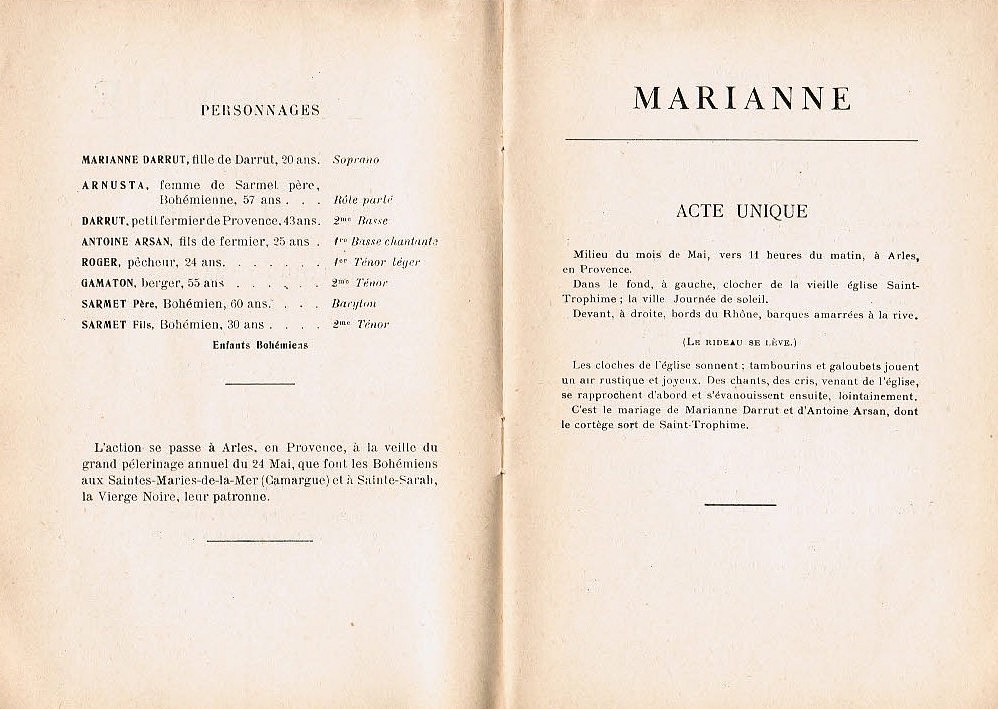 PERSONNAGES
MARIANNE DARRUT, fille de Darrut, 20 ans. Soprano
ARNUSTA, femme de Sarmet père,
Bohémienne, 57 ans . . . Rôle parlé
DARRUT, petit fermier de Provence, 43 ans. 2me Basse
ANTOINE ARSAN, fils de fermier, 25 ans . 1re Basse chantante
ROGER, pêcheur, 24 ans. . . . . . . 1er Ténor léger
GAMATON, berger, 55 ans . . . . . . 2me Ténor
SARMET Père, Bohémien, 60 ans. . . . Baryton
SARMET Fils, Bohémien, 30 ans . . . . 2me Ténor
Enfants Bohémiens
L'action se passe à Arles, en Provence, à la veille du
grand pélerinage annuel du 24 Mai, que font les Bohémiens
aux Saintes-Maries-de-la-Mer (Camargue) et à Sainte-Sarah,
la Vierge Noire, leur patronne.
MARIANNE
ACTE UNIQUE
Milieu du mois de Mai, vers 11 heures du matin, à Arles,
en Provence.
Dans le fond, à gauche, clocher de la vieille église Saint-
Trophime ; la ville Journée de soleil.
Devant, à droite, bords du Rhône, barques amarrées à la rive.
(LE RIDEAU SE LÈVE.)
Les cloches de l'église sonnent ; tambourins et galoubets jouent
un air rustique et joyeux. Des chants, des cris, venant de l'église,
se rapprochent d'abord et s'évanouissent ensuite, lointainement.
C'est le mariage de Marianne Darrut et d'Antoine Arsan, dont
le cortège sort de Saint-Trophime.